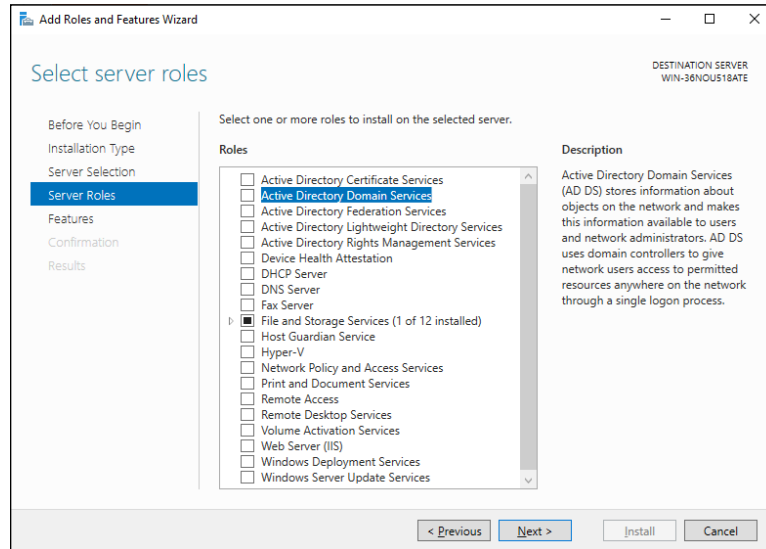 Add Roles and Features Wizard
Select server roles
DESTINATION SERVER
WIN-36NOU518ATE
Before You Begin
Installation Type
Server Selection
Server Roles
Features
Confirmation
Results
Select one or more roles to install on the selected server.
Roles
Active Directory Certificate Services
Active Directory Domain Services
Active Directory Federation Services
Active Directory Lightweight Directory Services
Active Directory Rights Management Services
Device Health Attestation
DHCP Server
DNS Server
Fax Server
File and Storage Services (1 of 12 installed)
Host Guardian Service
Hyper-V
Network Policy and Access Services
Print and Document Services
Remote Access
Remote Desktop Services
Volume Activation Services
Web Server (IIS)
Windows Deployment Services
Windows Server Update Services
Description
Active Directory Domain Services
(AD DS) stores information about
objects on the network and makes
this information available to users
and network administrators. AD DS
uses domain controllers to give
network users access to permitted
resources anywhere on the network
through a single logon process.
< Previous
Next >
Install
Cancel